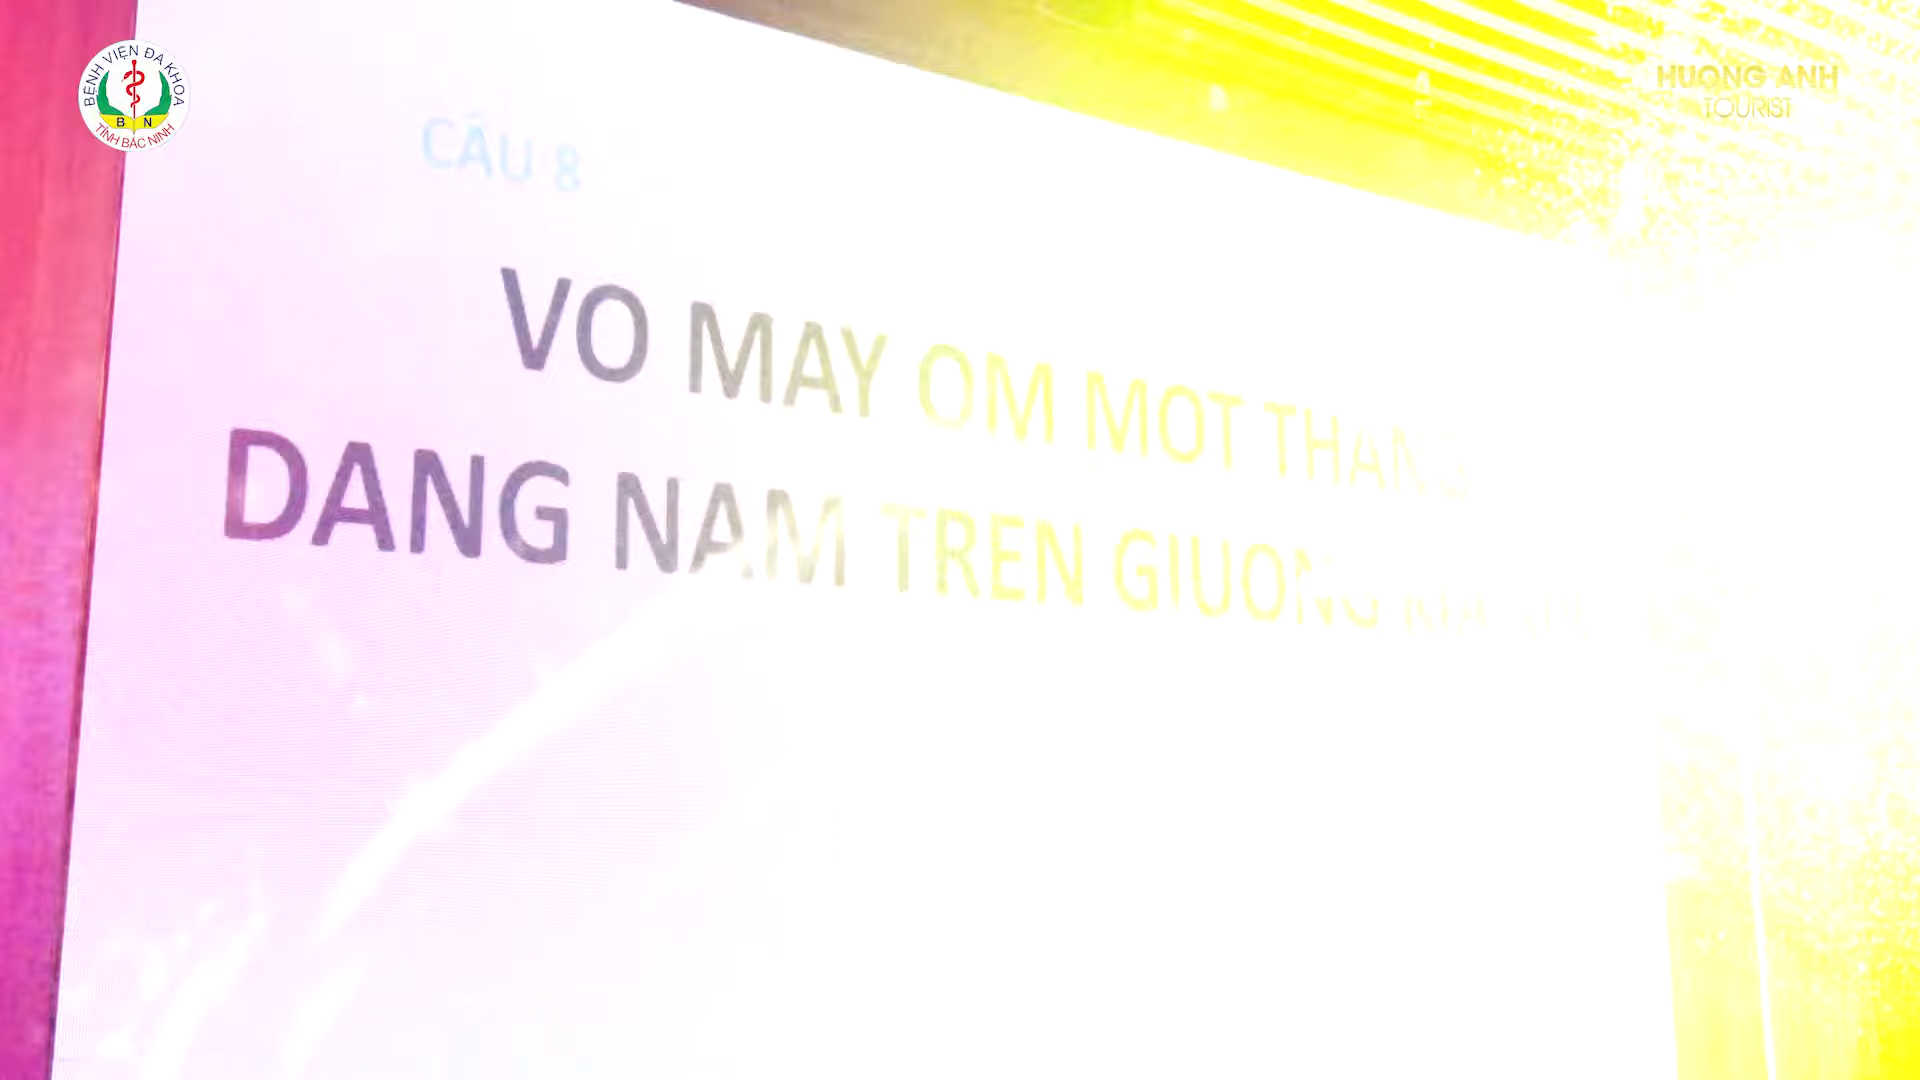 BỆNH VIỆN ĐA KHOA
B N
TỈNH BẮC NINH
HUONG ANH
TOURIST
CÂU 8
VO MAY OM MOT THANG
DANG NAM TREN GIUONG